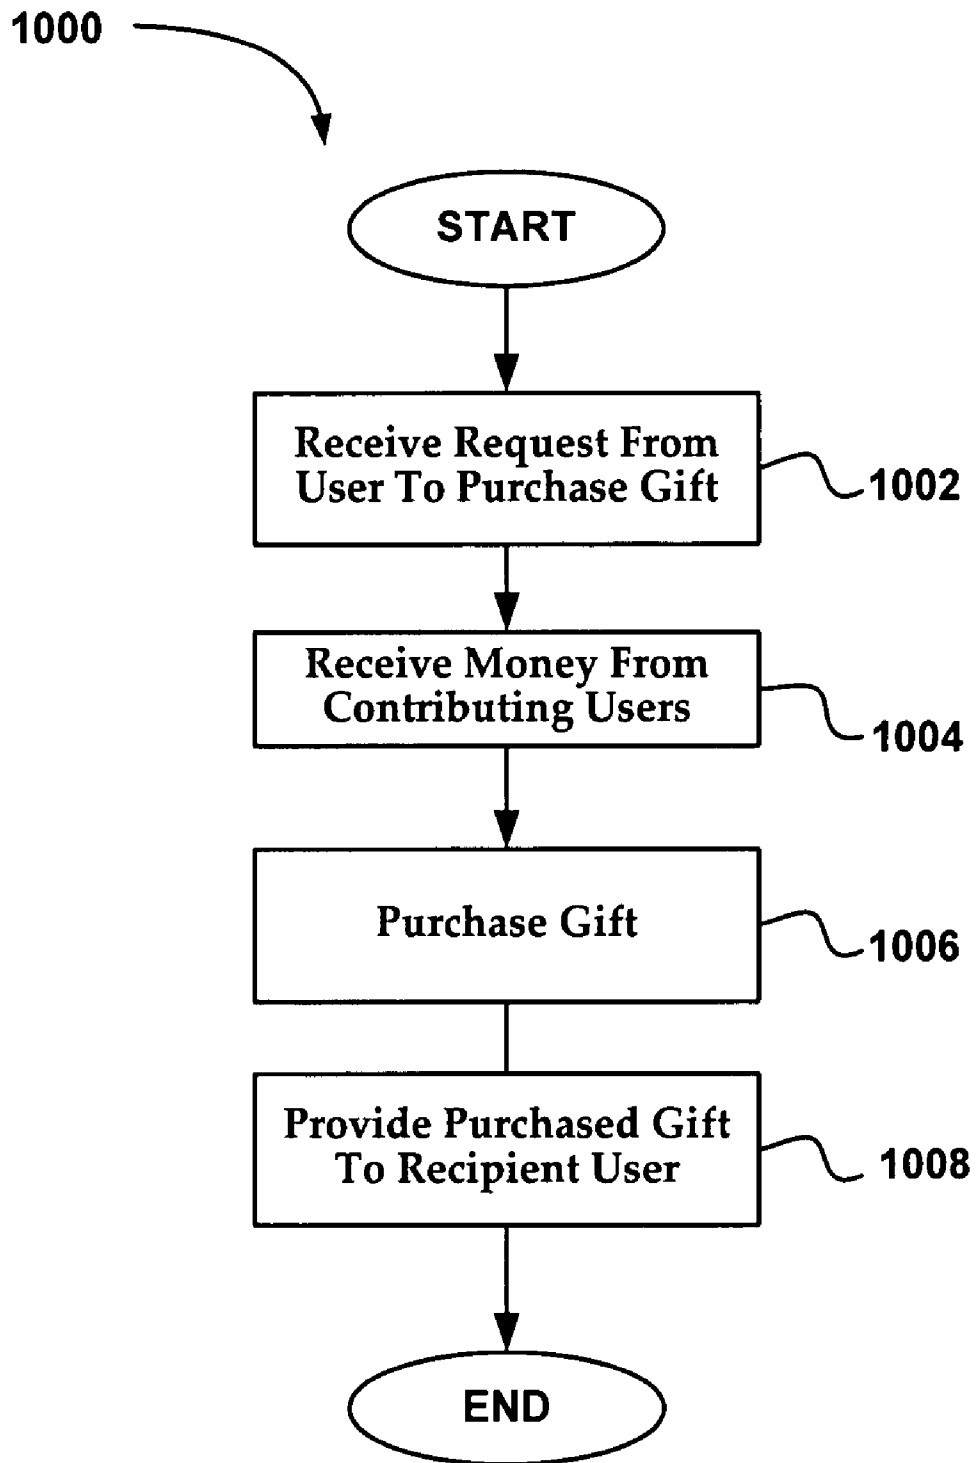 1000
START
Receive Request From
User To Purchase Gift
1002
Receive Money From
Contributing Users
1004
Purchase Gift
1006
Provide Purchased Gift
To Recipient User
1008
END